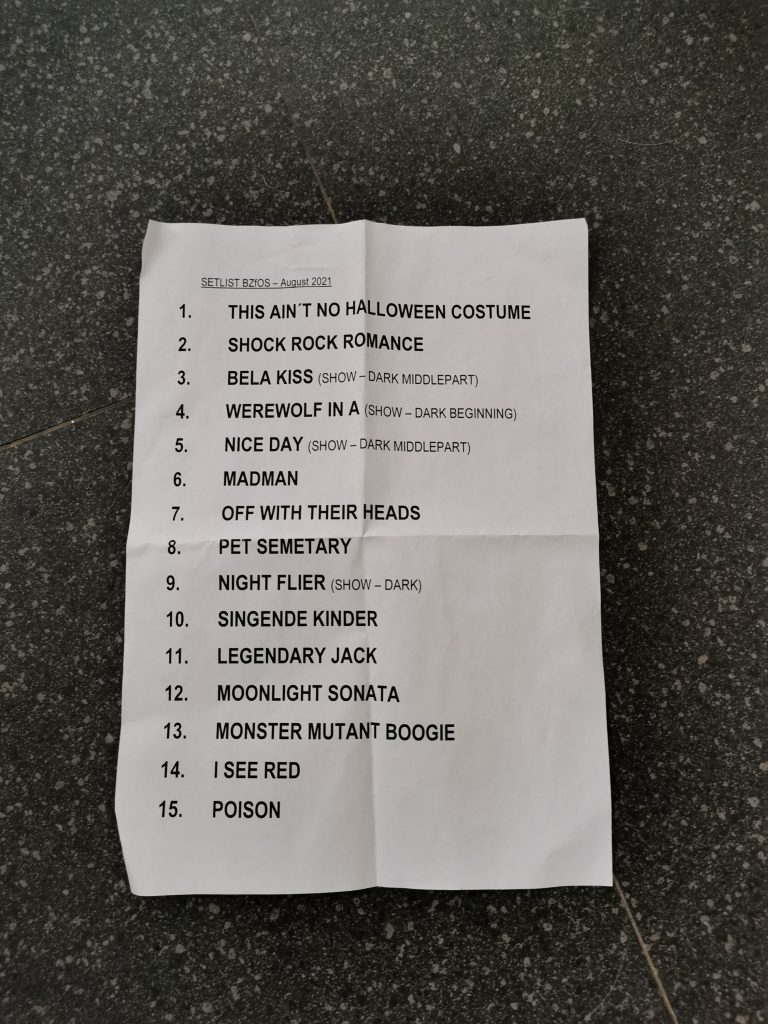 SETLIST BZfOS – August 2021
1. THIS AIN´T NO HALLOWEEN COSTUME
2. SHOCK ROCK ROMANCE
3. BELA KISS (SHOW – DARK MIDDLEPART)
4. WEREWOLF IN A (SHOW – DARK BEGINNING)
5. NICE DAY (SHOW – DARK MIDDLEPART)
6. MADMAN
7. OFF WITH THEIR HEADS
8. PET SEMETARY
9. NIGHT FLIER (SHOW – DARK)
10. SINGENDE KINDER
11. LEGENDARY JACK
12. MOONLIGHT SONATA
13. MONSTER MUTANT BOOGIE
14. I SEE RED
15. POISON